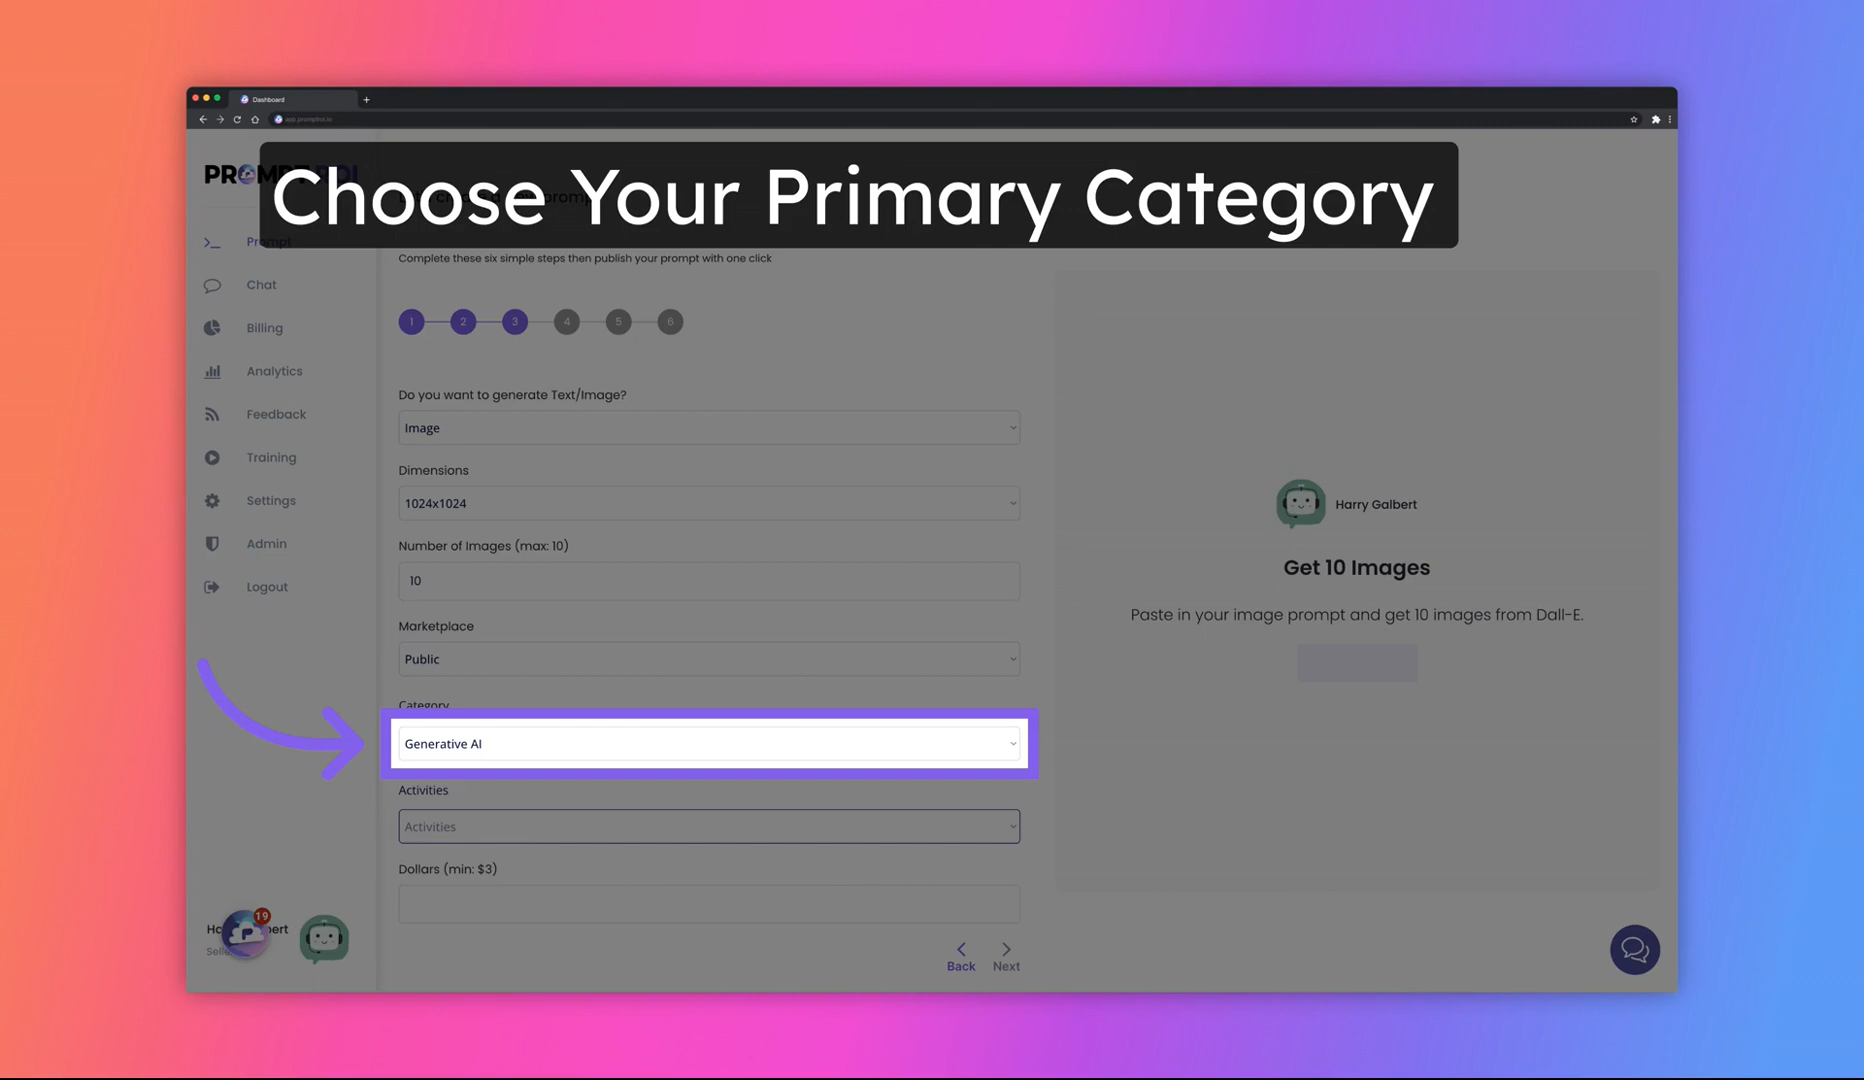 Dashboard
app.promptroi.io
Choose Your Primary Category
Prompt
Complete these six simple steps then publish your prompt with one click
Chat
1 2 3 4 5 6
Billing
Analytics
Do you want to generate Text/Image?
Feedback
Image
Training
Dimensions
Settings
1024x1024
Harry Galbert
Admin
Number of Images (max: 10)
Get 10 Images
Logout
10
Paste in your image prompt and get 10 images from Dall-E.
Marketplace
Public
Category
Generative AI
Activities
Activities
Dollars (min: $3)
19
Back
Next